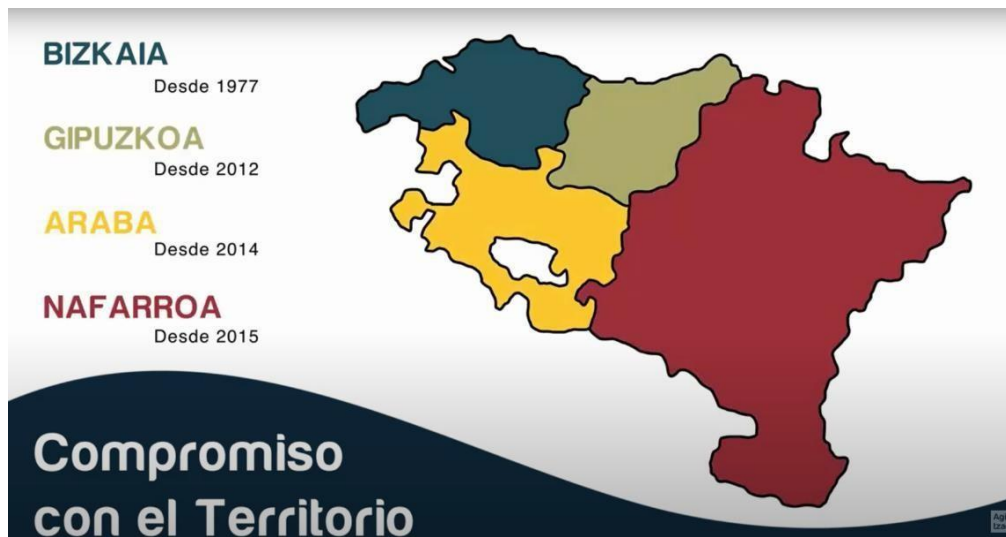 BIZKAIA
Desde 1977
GIPUZKOA
Desde 2012
ARABA
Desde 2014
NAFARROA
Desde 2015
Compromiso
con el Territorio